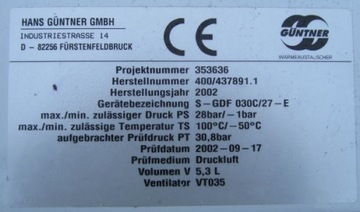 HANS GÜNTNER GMBH
INDUSTRIESTRASSE 14
D - 82256 FÜRSTENFELDBRUCK
CE
GÜNTNER
WÄRMEAUSTAUSCHER
Projektnummer 353636
Herstellnummer 400/437891.1
Herstellungsjahr 2002
Gerätebezeichnung S-GDF 030C/27-E
max./min. zulässiger Druck PS 28bar/-1bar
max./min. zulässige Temperatur TS 100°C/-50°C
aufgebrachter Prüfdruck PT 30,8bar
Prüfdatum 2002-09-17
Prüfmedium Druckluft
Volumen V 5,3 L
Ventilator VT035